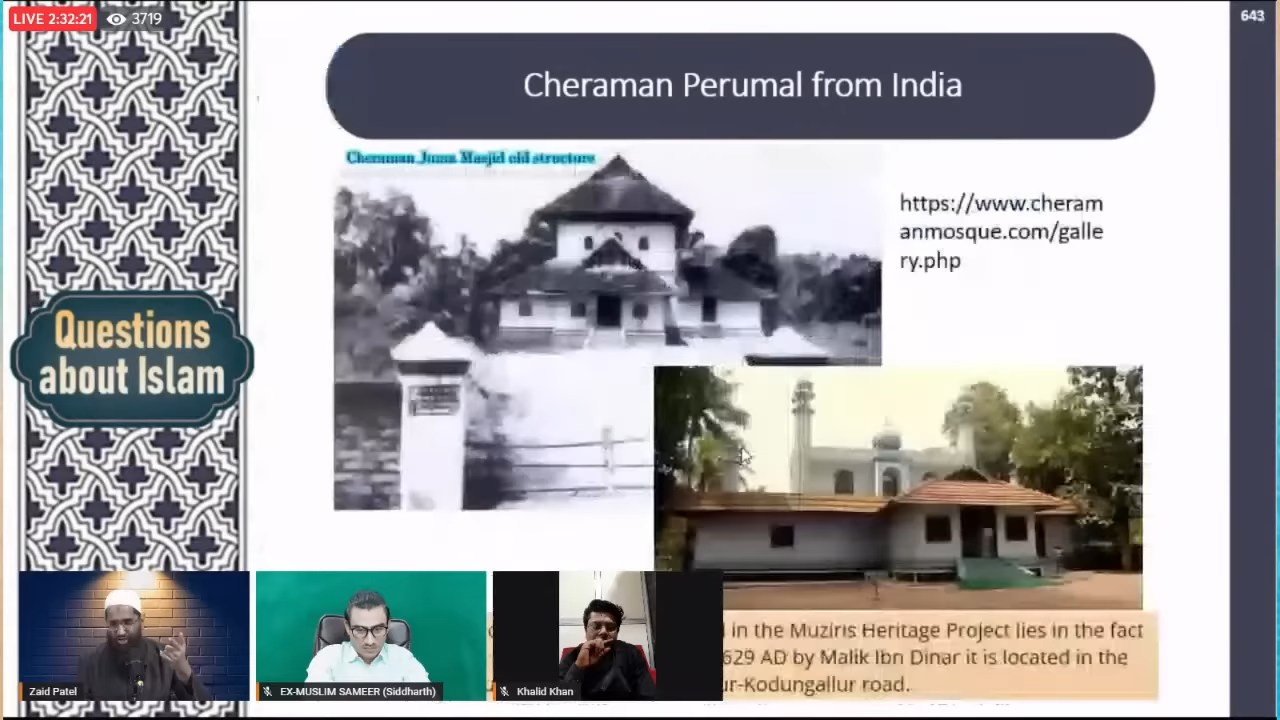 LIVE 2:32:21 3719
643
Cheraman Perumal from India
Cheraman Juma Masjid old structure
https://www.cheram
anmosque.com/galle
ry.php
Questions
about Islam
in the Muziris Heritage Project lies in the fact
629 AD by Malik Ibn Dinar it is located in the
ur-Kodungallur road.
Zaid Patel
EX-MUSLIM SAMEER (Siddharth)
Khalid Khan